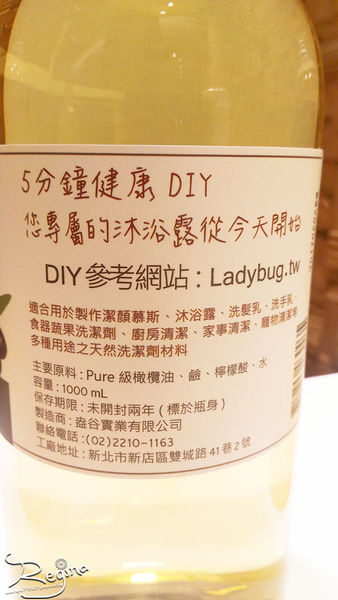 5分鐘健康 DIY
您專屬的沐浴露從今天開始
DIY參考網站：Ladybug.tw
適合用於製作潔顏慕斯、沐浴露、洗髮乳、洗手乳、
食器蔬果洗潔劑、廚房清潔、家事清潔、寵物清潔等
多種用途之天然洗潔劑材料
主要原料：Pure 級橄欖油、鹼、檸檬酸、水
容量：1000 mL
保存期限：未開封兩年（標於瓶身）
製造商：盎谷實業有限公司
聯絡電話：(02)2210-1163
工廠地址：新北市新店區雙城路 41巷2號
Regina